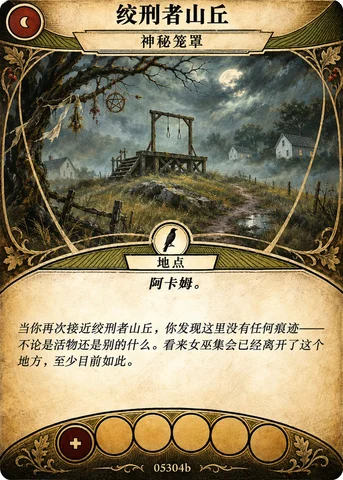 绞刑者山丘
神秘笼罩
地点
阿卡姆。
当你再次接近绞刑者山丘，你发现这里没有任何痕迹——
不论是活物还是别的什么。看来女巫集会已经离开了这个
地方，至少目前如此。
05304b